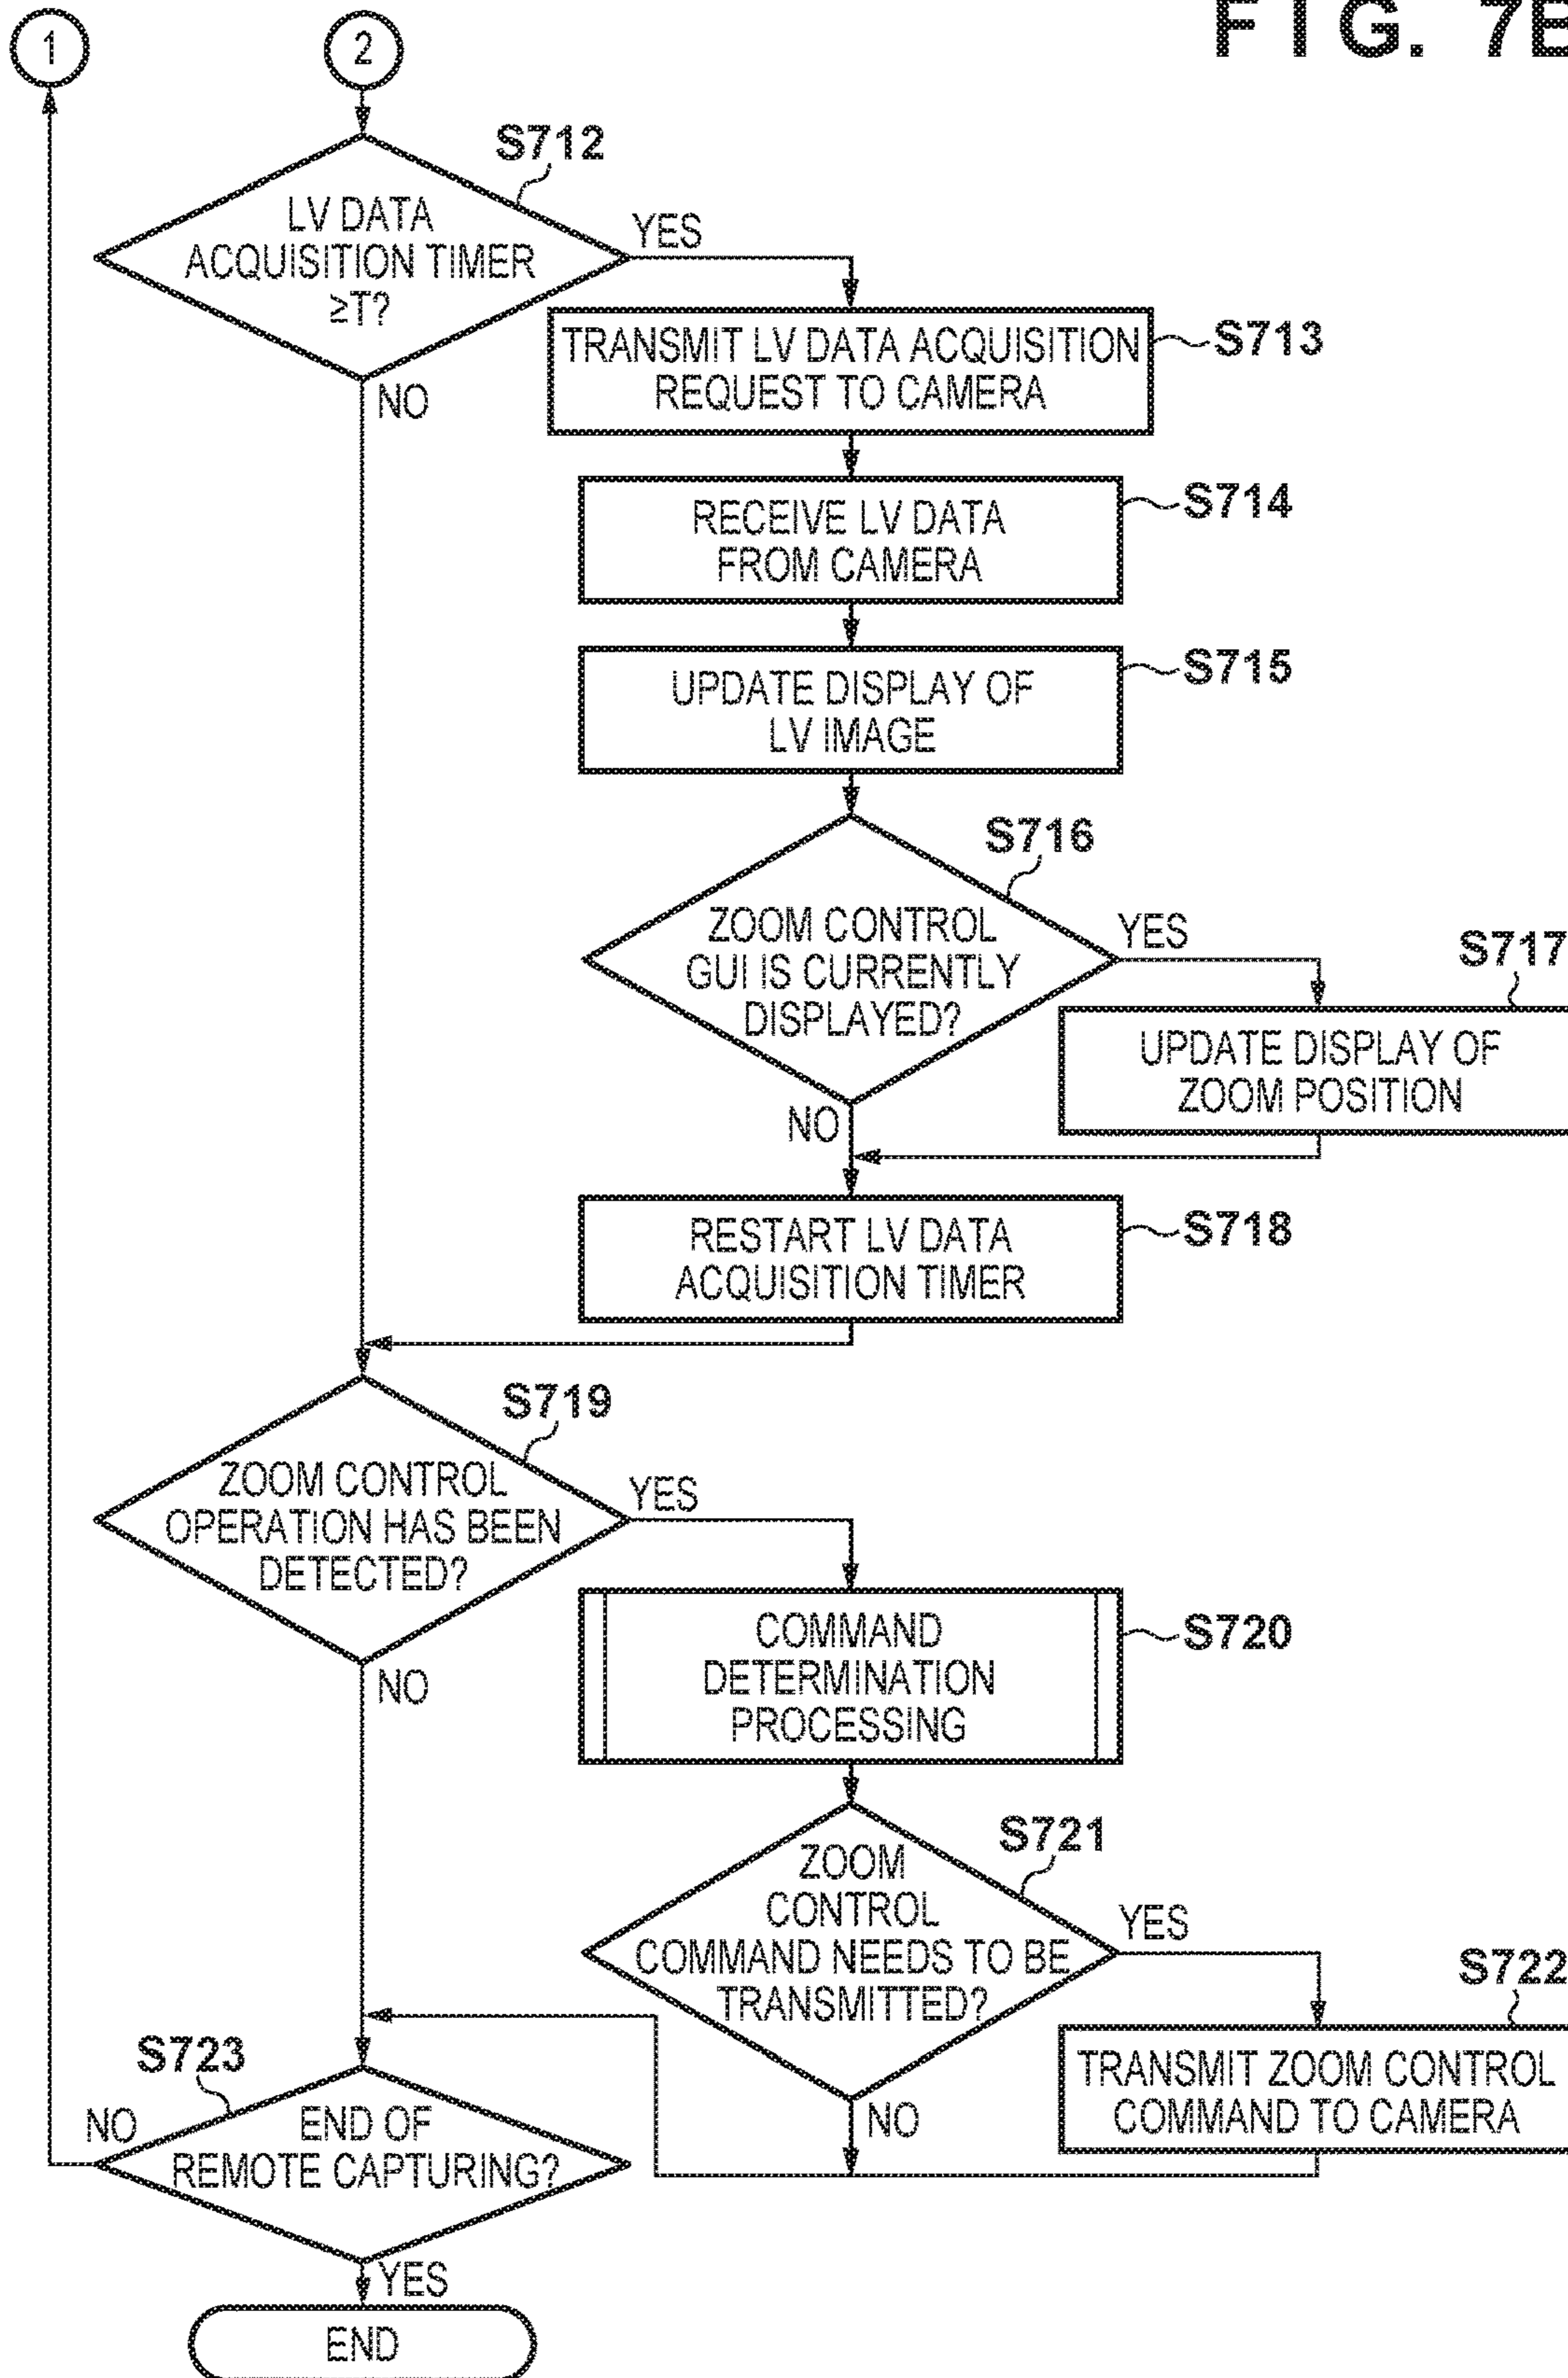 FIG. 7B
1
2
S712
LV DATA
ACQUISITION TIMER
≥T?
YES
NO
TRANSMIT LV DATA ACQUISITION
REQUEST TO CAMERA
S713
RECEIVE LV DATA
FROM CAMERA
S714
UPDATE DISPLAY OF
LV IMAGE
S715
S716
ZOOM CONTROL
GUI IS CURRENTLY
DISPLAYED?
YES
NO
S717
UPDATE DISPLAY OF
ZOOM POSITION
RESTART LV DATA
ACQUISITION TIMER
S718
S719
ZOOM CONTROL
OPERATION HAS BEEN
DETECTED?
YES
NO
COMMAND
DETERMINATION
PROCESSING
S720
S721
ZOOM
CONTROL
COMMAND NEEDS TO BE
TRANSMITTED?
YES
NO
S722
TRANSMIT ZOOM CONTROL
COMMAND TO CAMERA
S723
END OF
REMOTE CAPTURING?
NO
YES
END